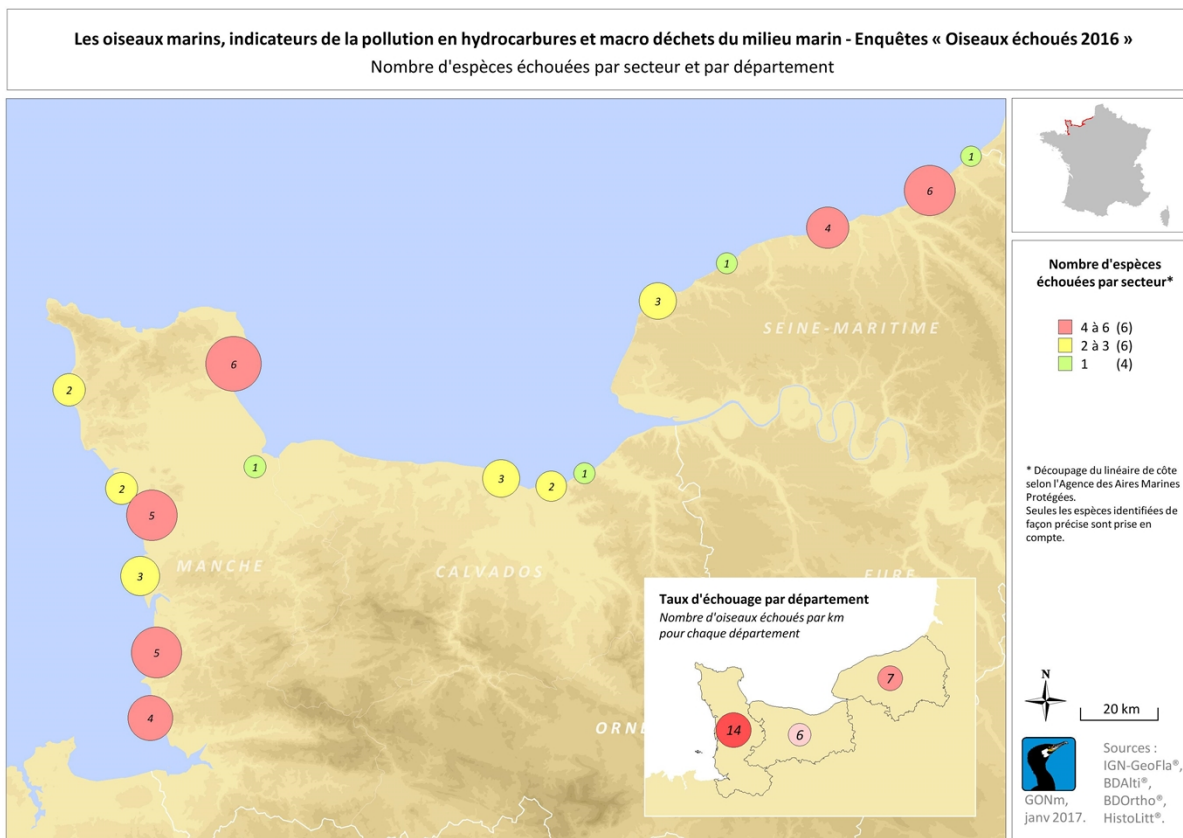 Les oiseaux marins, indicateurs de la pollution en hydrocarbures et macro déchets du milieu marin - Enquêtes « Oiseaux échoués 2016 »
Nombre d'espèces échouées par secteur et par département
1
6
4
1
3
SEINE-MARITIME
6
2
1
3
2
1
2
5
MANCHE
CALVADOS
EURE
3
5
4
ORNE
Taux d'échouage par département
Nombre d'oiseaux échoués par km
pour chaque département
7
14
6
Nombre d'espèces
échouées par secteur*
4 à 6 (6)
2 à 3 (6)
1 (4)
* Découpage du linéaire de côte
selon l'Agence des Aires Marines
Protégées.
Seules les espèces identifiées de
façon précise sont prise en
compte.
N
20 km
GONm,
janv 2017.
Sources :
IGN-GeoFla®,
BDAlti®,
BDOrtho®,
HistoLitt®.